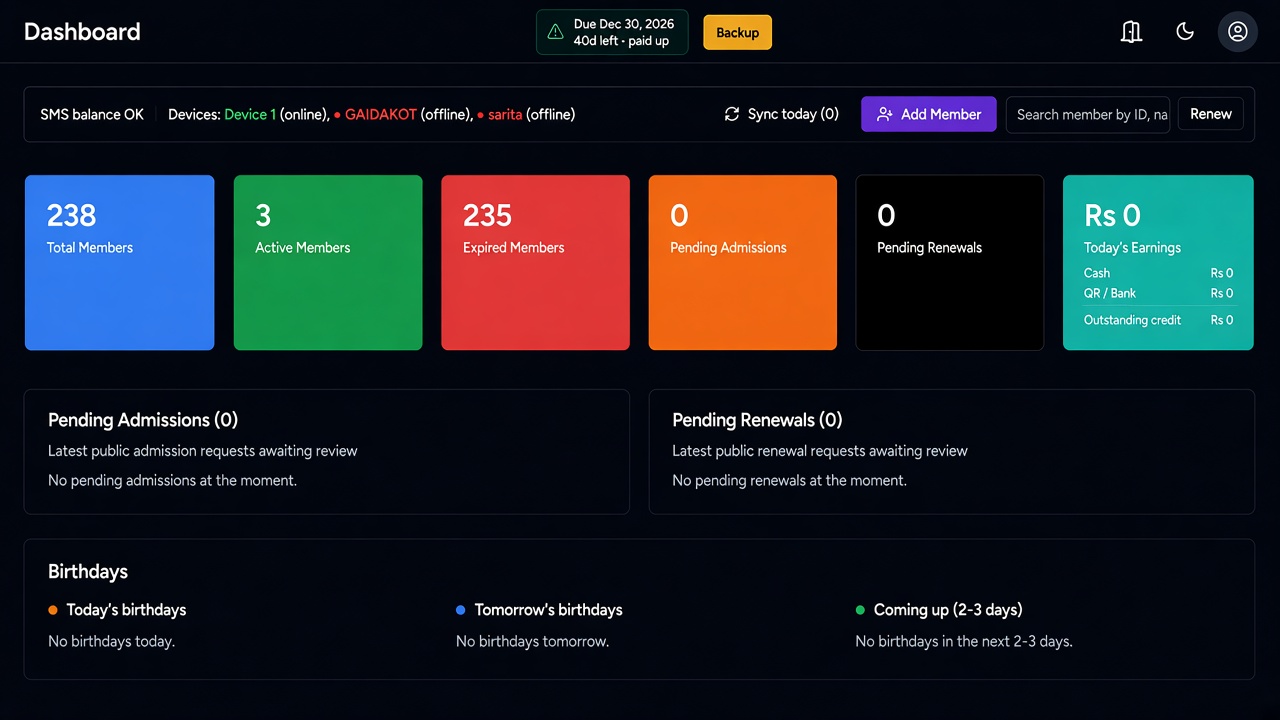 Dashboard
Due Dec 30, 2026
40d left · paid up
Backup
SMS balance OK
Devices: Device 1 (online), • GAIDAKOT (offline), • sarita (offline)
Sync today (0)
Add Member
Search member by ID, na
Renew
238
Total Members
3
Active Members
235
Expired Members
0
Pending Admissions
0
Pending Renewals
Rs 0
Today's Earnings
Cash Rs 0
QR / Bank Rs 0
Outstanding credit Rs 0
Pending Admissions (0)
Latest public admission requests awaiting review
No pending admissions at the moment.
Pending Renewals (0)
Latest public renewal requests awaiting review
No pending renewals at the moment.
Birthdays
Today's birthdays
No birthdays today.
Tomorrow's birthdays
No birthdays tomorrow.
Coming up (2-3 days)
No birthdays in the next 2-3 days.